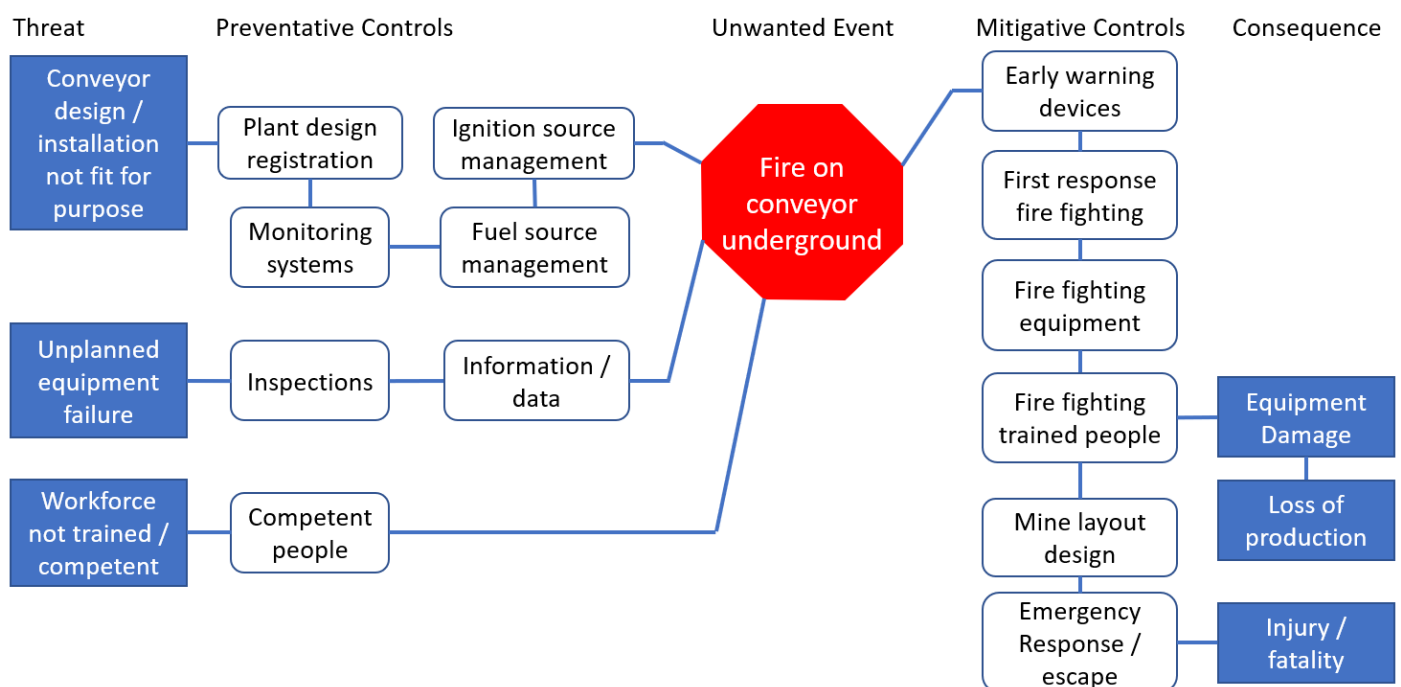 Threat
Preventative Controls
Unwanted Event
Mitigative Controls
Consequence
Conveyor
design /
installation
not fit for
purpose
Plant design
registration
Monitoring
systems
Fuel source
management
Ignition source
management
Unplanned
equipment
failure
Inspections
Information /
data
Workforce
not trained /
competent
Competent
people
Fire on
conveyor
underground
Early warning
devices
First response
fire fighting
Fire fighting
equipment
Fire fighting
trained people
Mine layout
design
Emergency
Response /
escape
Equipment
Damage
Loss of
production
Injury /
fatality